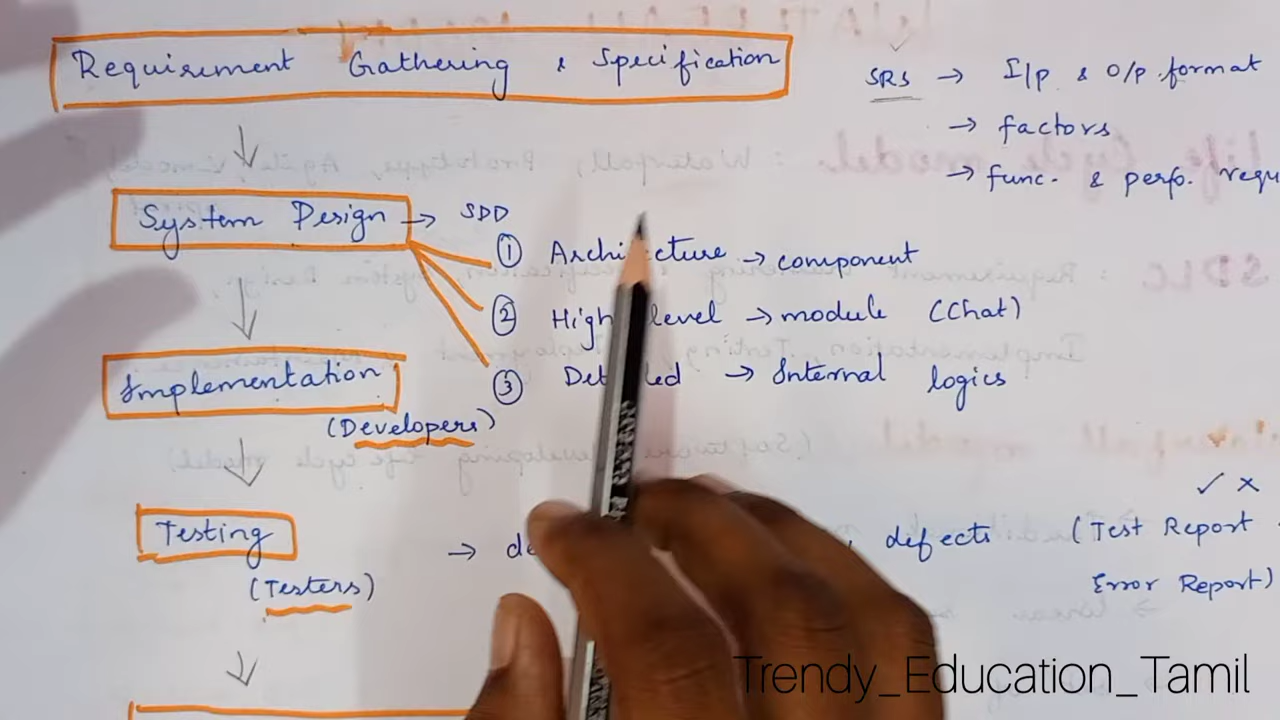 Requirement Gathering & Specification
SRS → I/p & O/p format
→ factors
→ func. & perfo.
System Design → SDD
① Architecture → component
② High level → module (Chat)
③ Detailed → Internal logics
Implementation
(Developers)
Testing
(Testers)
→ defects (Test Report
Error Report)
Trendy_Education_Tamil